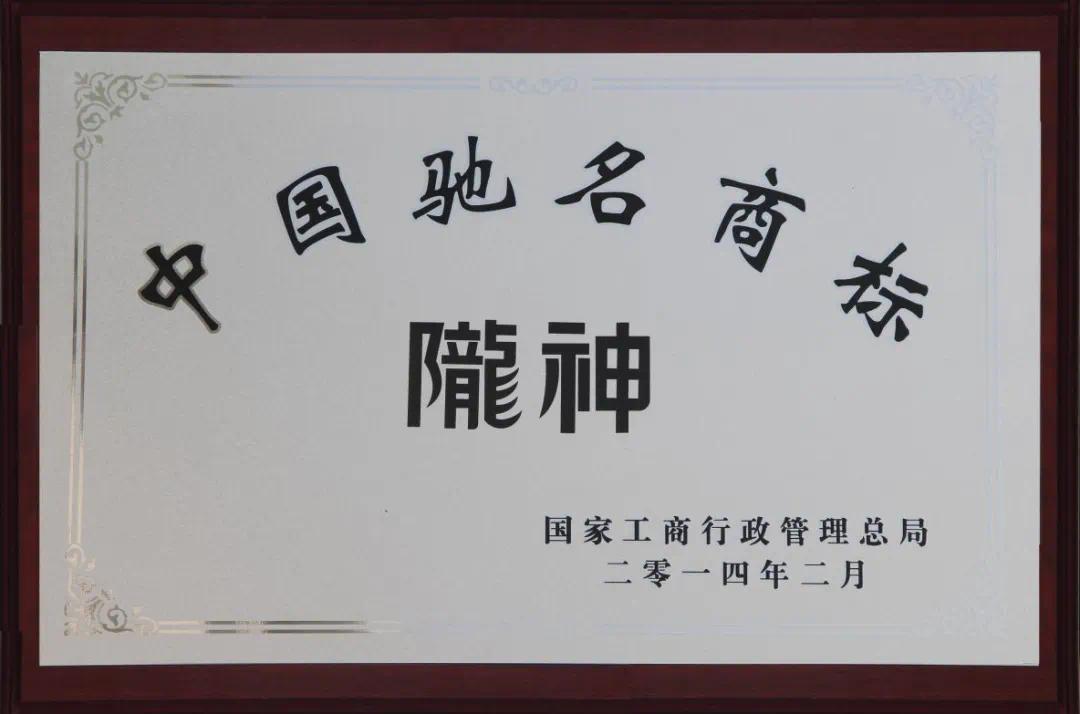 中国驰名商标
隴神
国家工商行政管理总局
二零一四年二月